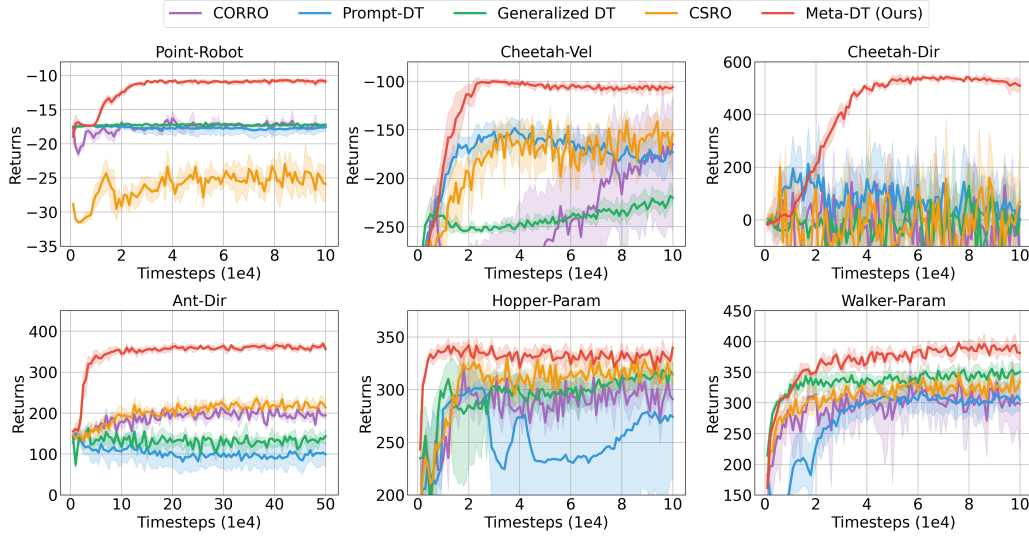 CORRO Prompt-DT Generalized DT CSRO Meta-DT (Ours)
Point-Robot
Returns
−10
−15
−20
−25
−30
−35
0 2 4 6 8 10
Timesteps (1e4)
Cheetah-Vel
Returns
−100
−150
−200
−250
0 2 4 6 8 10
Timesteps (1e4)
Cheetah-Dir
Returns
600
400
200
0
0 2 4 6 8 10
Timesteps (1e4)
Ant-Dir
Returns
400
300
200
100
0
0 10 20 30 40 50
Timesteps (1e4)
Hopper-Param
Returns
350
300
250
200
0 2 4 6 8 10
Timesteps (1e4)
Walker-Param
Returns
450
400
350
300
250
200
150
0 2 4 6 8 10
Timesteps (1e4)